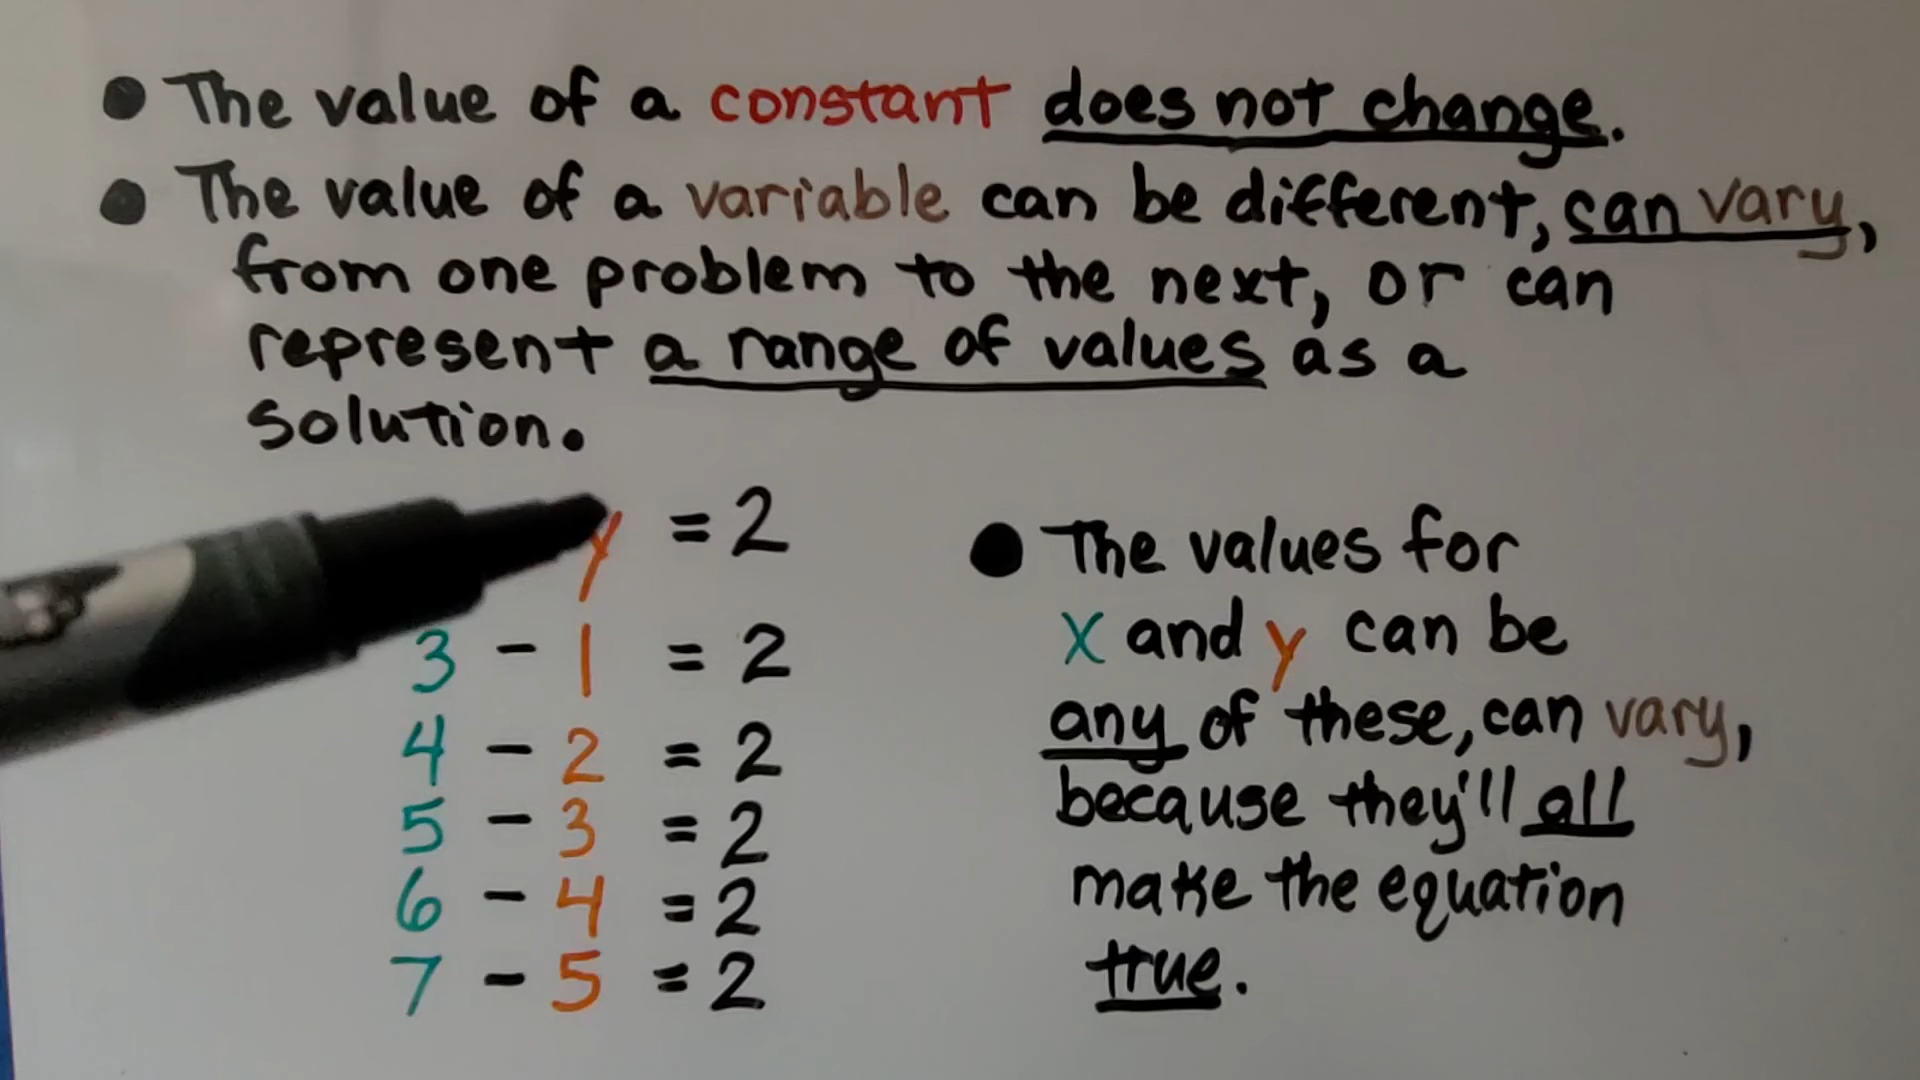 ● The value of a constant does not change.
● The value of a variable can be different, can vary,
from one problem to the next, or can
represent a range of values as a
solution.
y = 2
3 - 1 = 2
4 - 2 = 2
5 - 3 = 2
6 - 4 = 2
7 - 5 = 2
● The values for
x and y can be
any of these, can vary,
because they'll all
make the equation
true.